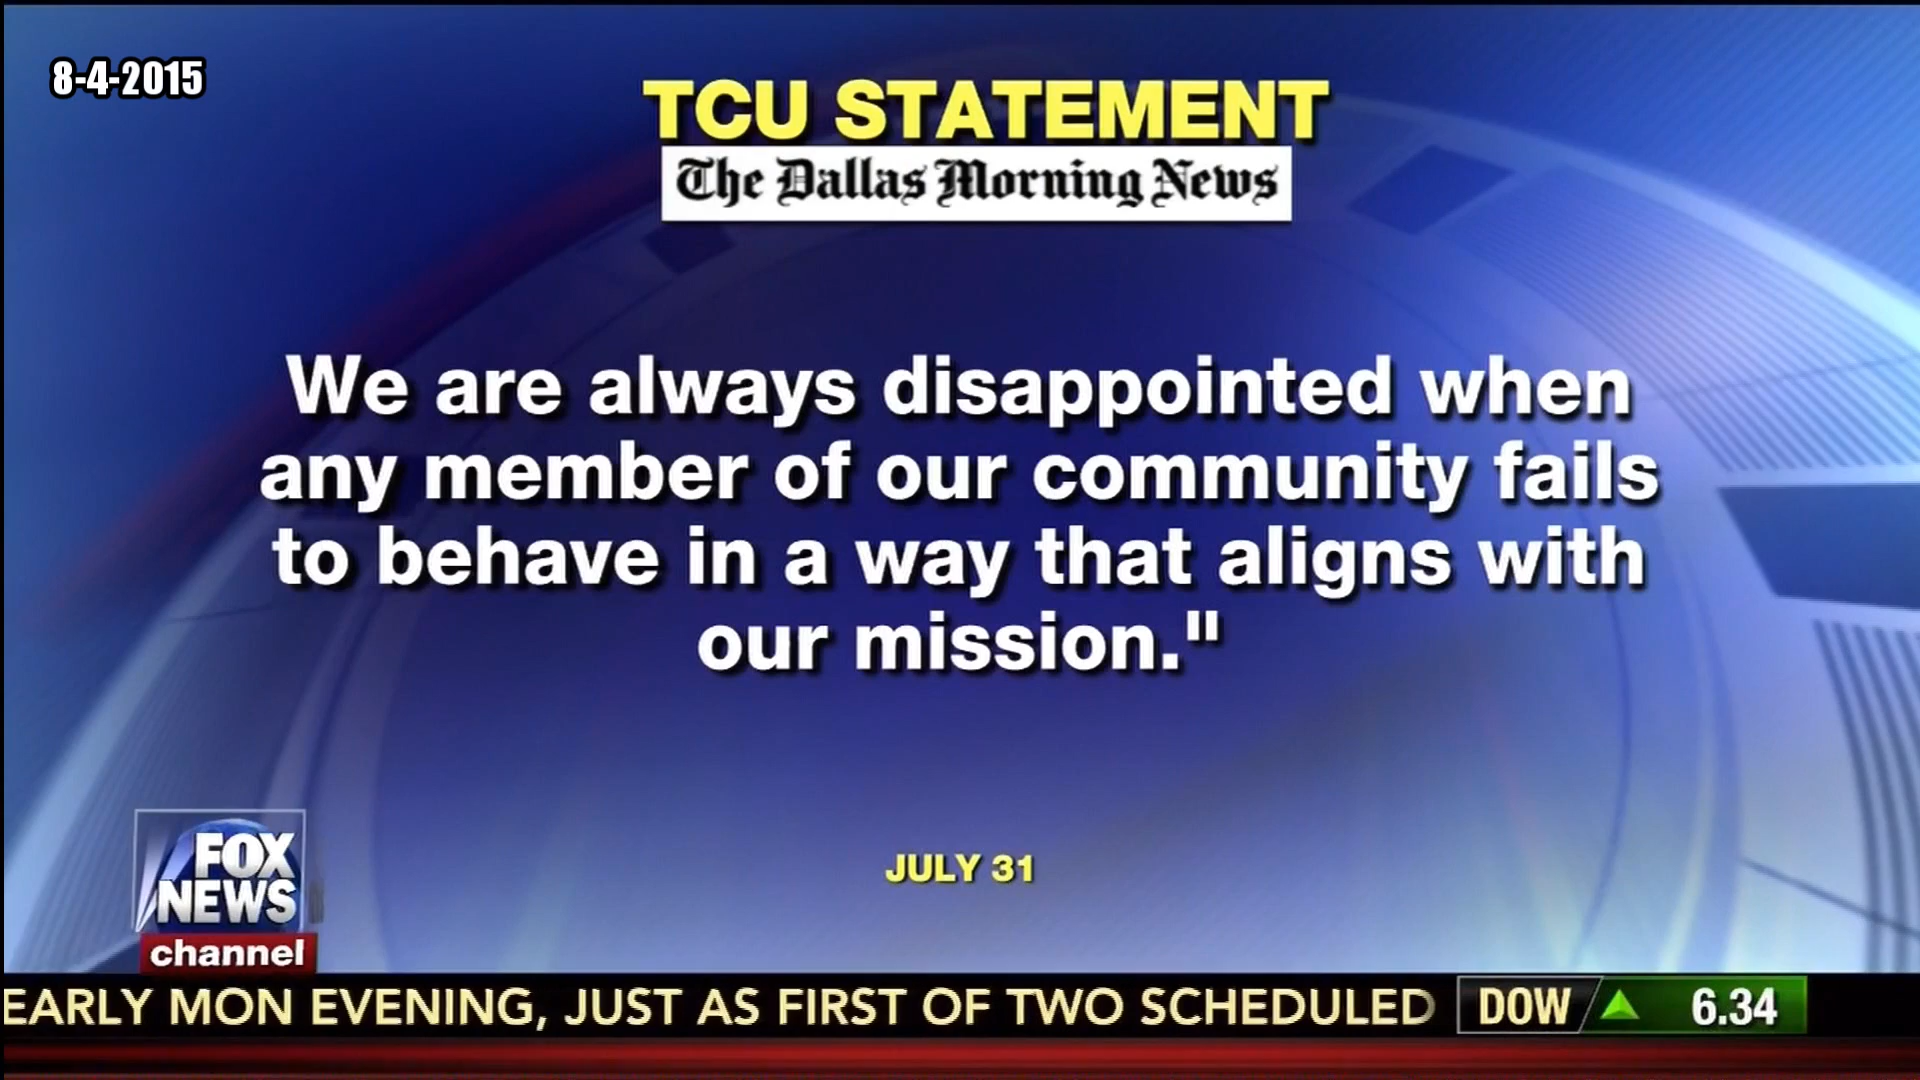 8-4-2015
TCU STATEMENT
The Dallas Morning News
We are always disappointed when
any member of our community fails
to behave in a way that aligns with
our mission."
JULY 31
FOX
NEWS
channel
EARLY MON EVENING, JUST AS FIRST OF TWO SCHEDULED
DOW 6.34